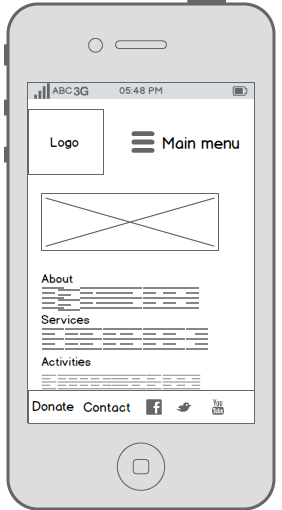 ABC 3G 05:48 PM
Logo
Main menu
About
Services
Activities
Donate Contact
You
Tube